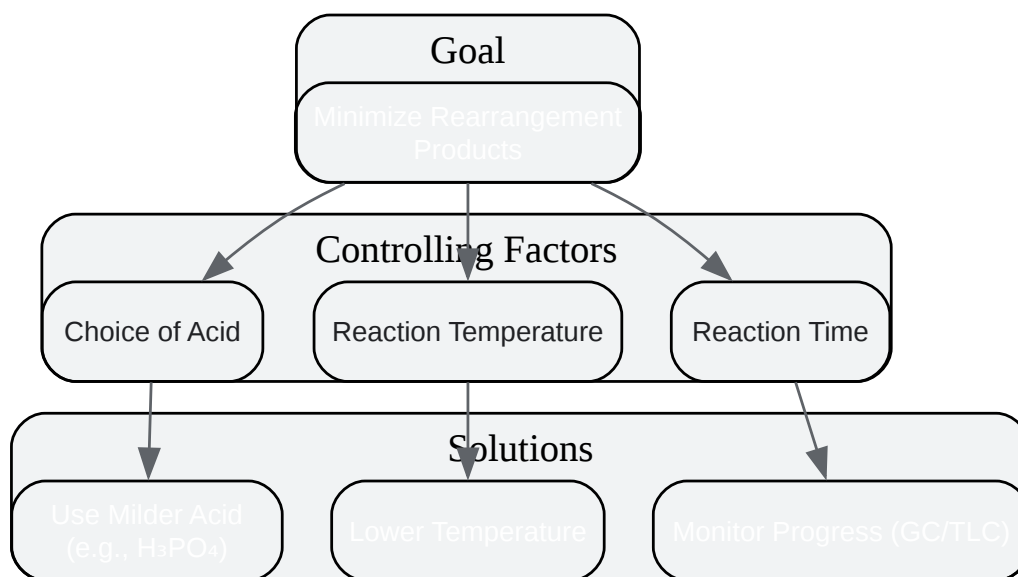 Goal
Minimize Rearrangement
Products
Controlling Factors
Choice of Acid
Reaction Temperature
Reaction Time
Solutions
Use Milder Acid
(e.g., H₃PO₄)
Lower Temperature
Monitor Progress (GC/TLC)